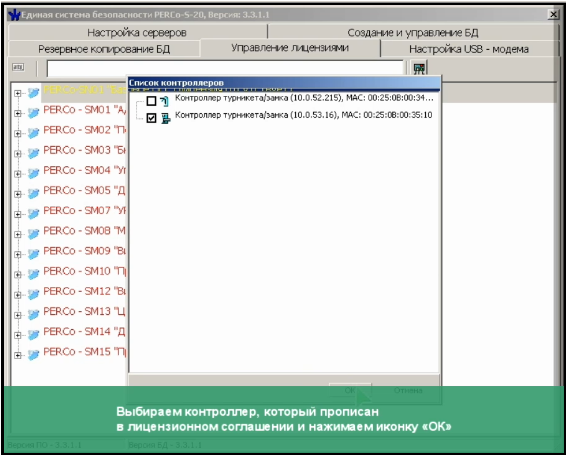 Единая система безопасности PERCo-S-20, Версия: 3.3.1.1
Настройка серверов
Создание и управление БД
Резервное копирование БД
Управление лицензиями
Настройка USB - модема
Список контроллеров
Контроллер турникета/замка (10.0.52.215), MAC: 00:25:0B:00:34...
Контроллер турникета/замка (10.0.53.16), MAC: 00:25:0B:00:35:10
PERCo - SM01 "А
PERCo - SM02 "П
PERCo - SM03 "Б
PERCo - SM04 "У
PERCo - SM05 "Д
PERCo - SM07 "У
PERCo - SM08 "М
PERCo - SM09 "В
PERCo - SM10 "П
PERCo - SM12 "В
PERCo - SM13 "Ц
PERCo - SM14 "Д
PERCo - SM15 "П
ОК
Отмена
Выбираем контроллер, который прописан
в лицензионном соглашении и нажимаем иконку «ОК»
Версия ПО - 3.3.1.1
Версия БД - 3.3.1.1